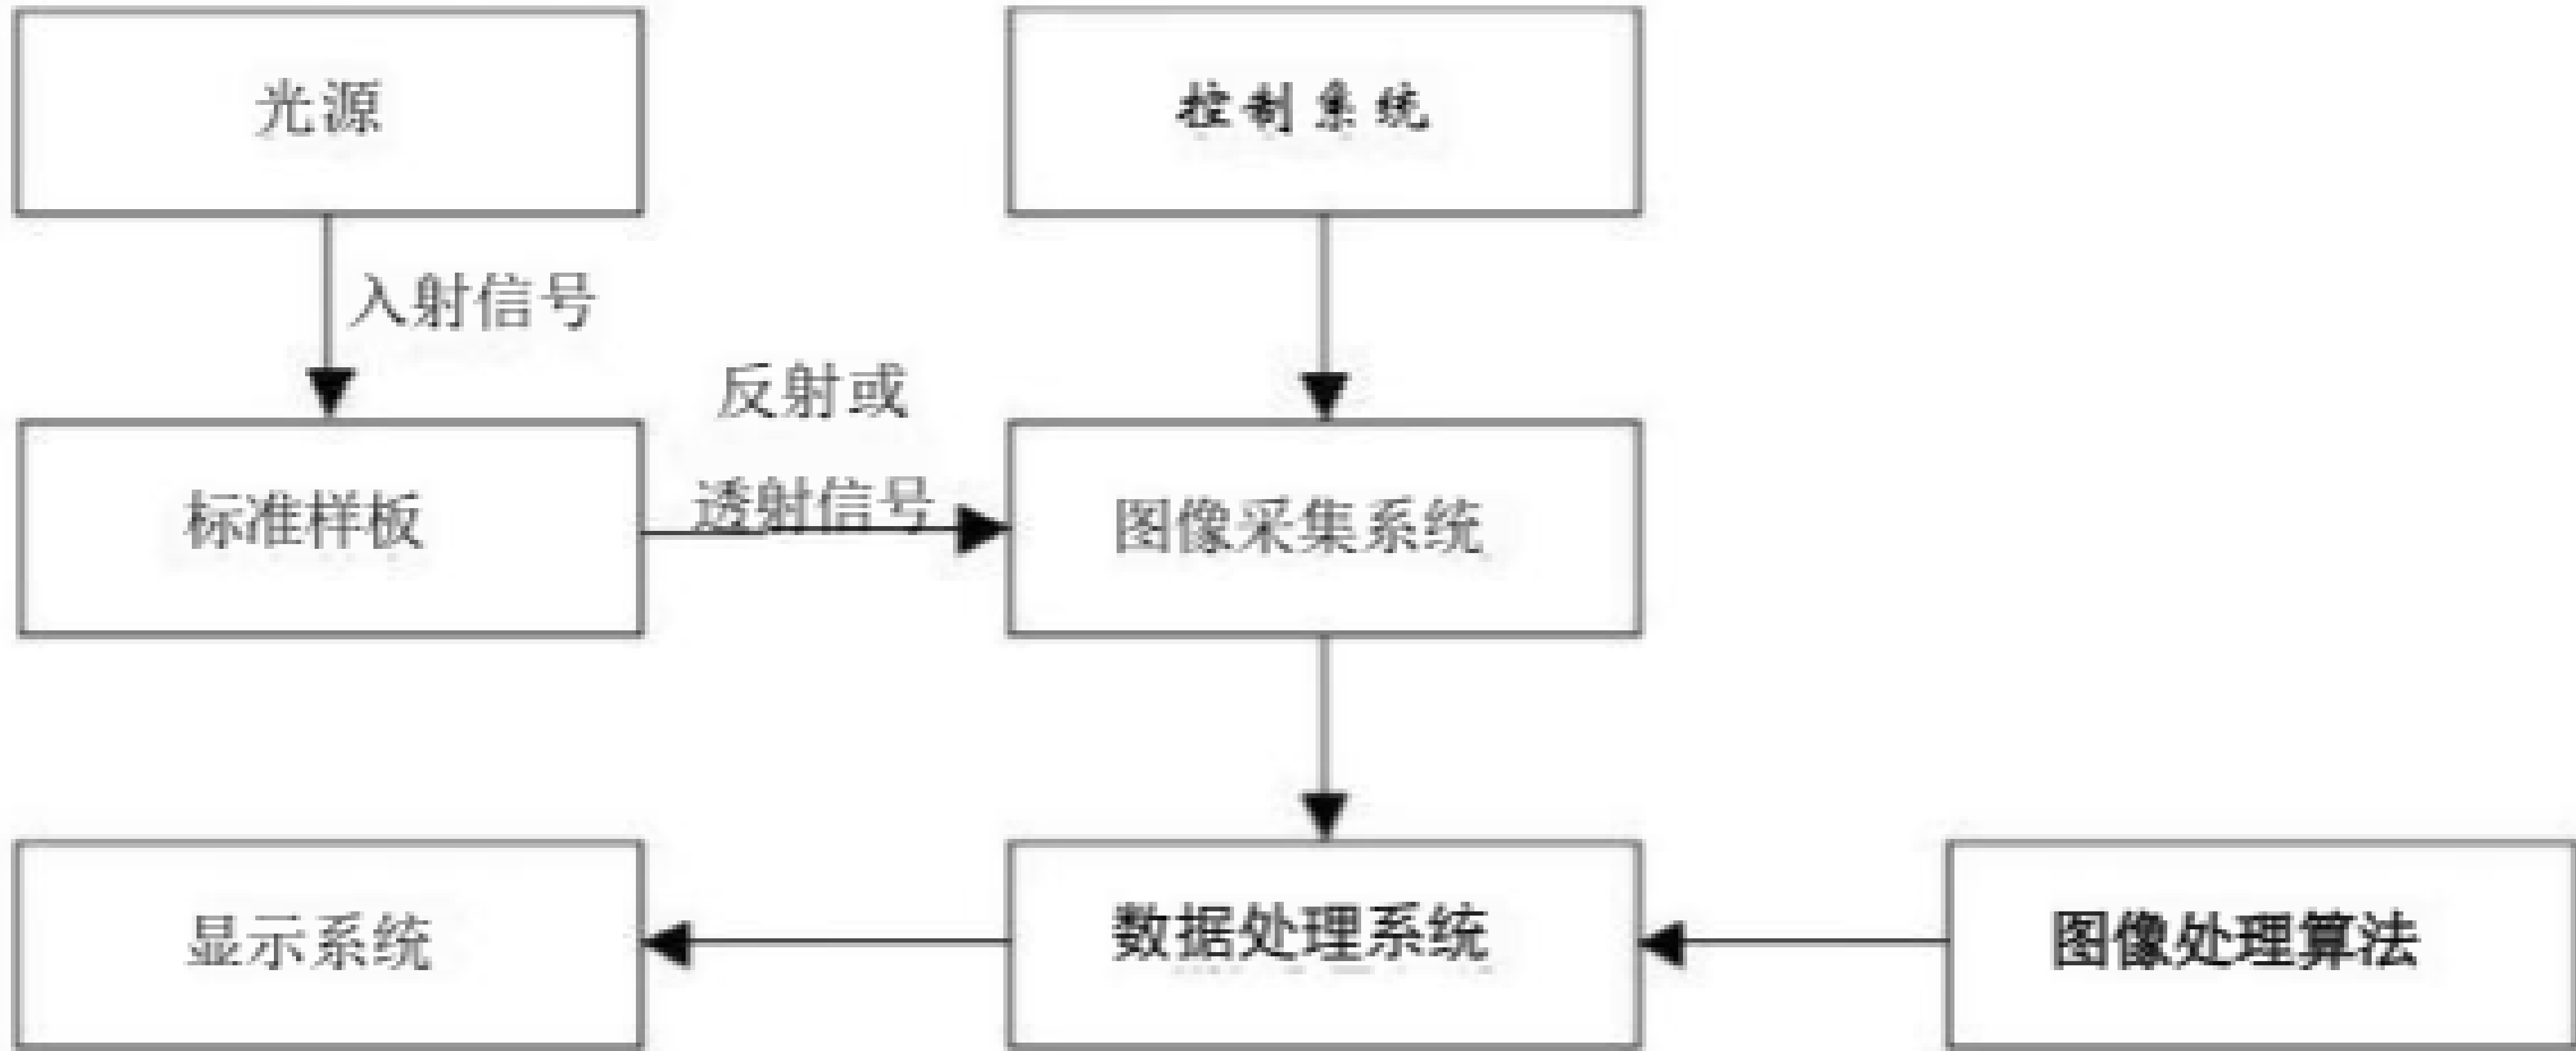 光源
控制系统
入射信号
反射或
透射信号
标准样板
图像采集系统
显示系统
数据处理系统
图像处理算法